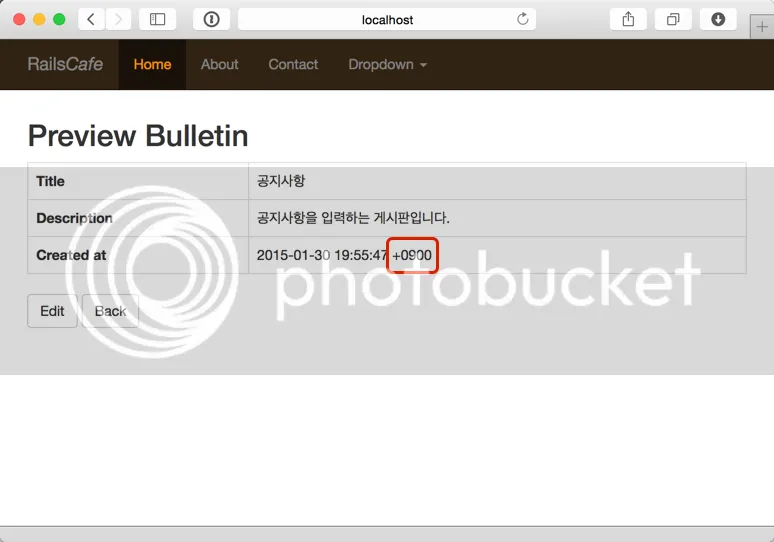 localhost
RailsCafe Home About Contact Dropdown
Preview Bulletin
Title 공지사항
Description 공지사항을 입력하는 게시판입니다.
Created at 2015-01-30 19:55:47 +0900
photobucket
Edit Back